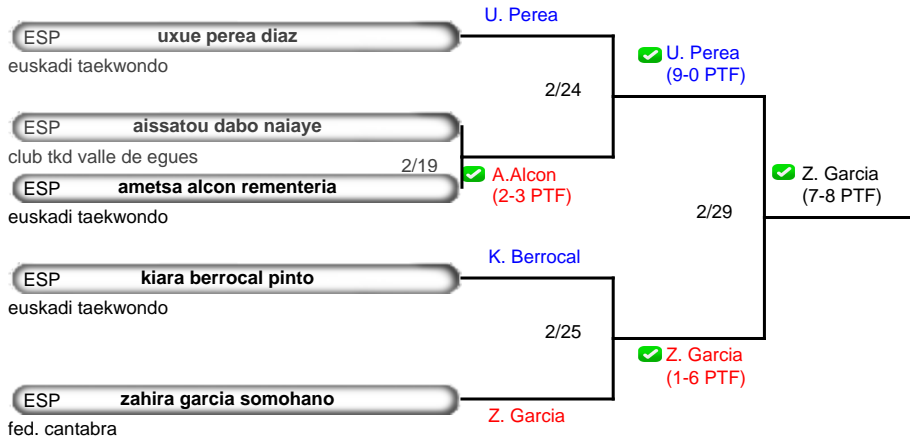 U. Perea
ESP uxue perea diaz
euskadi taekwondo
U. Perea
(9-0 PTF)
2/24
ESP aissatou dabo naiaye
club tkd valle de egues
2/19
A.Alcon
(2-3 PTF)
ESP ametsa alcon rementeria
euskadi taekwondo
Z. Garcia
(7-8 PTF)
2/29
K. Berrocal
ESP kiara berrocal pinto
euskadi taekwondo
2/25
Z. Garcia
(1-6 PTF)
ESP zahira garcia somohano
Z. Garcia
fed. cantabra